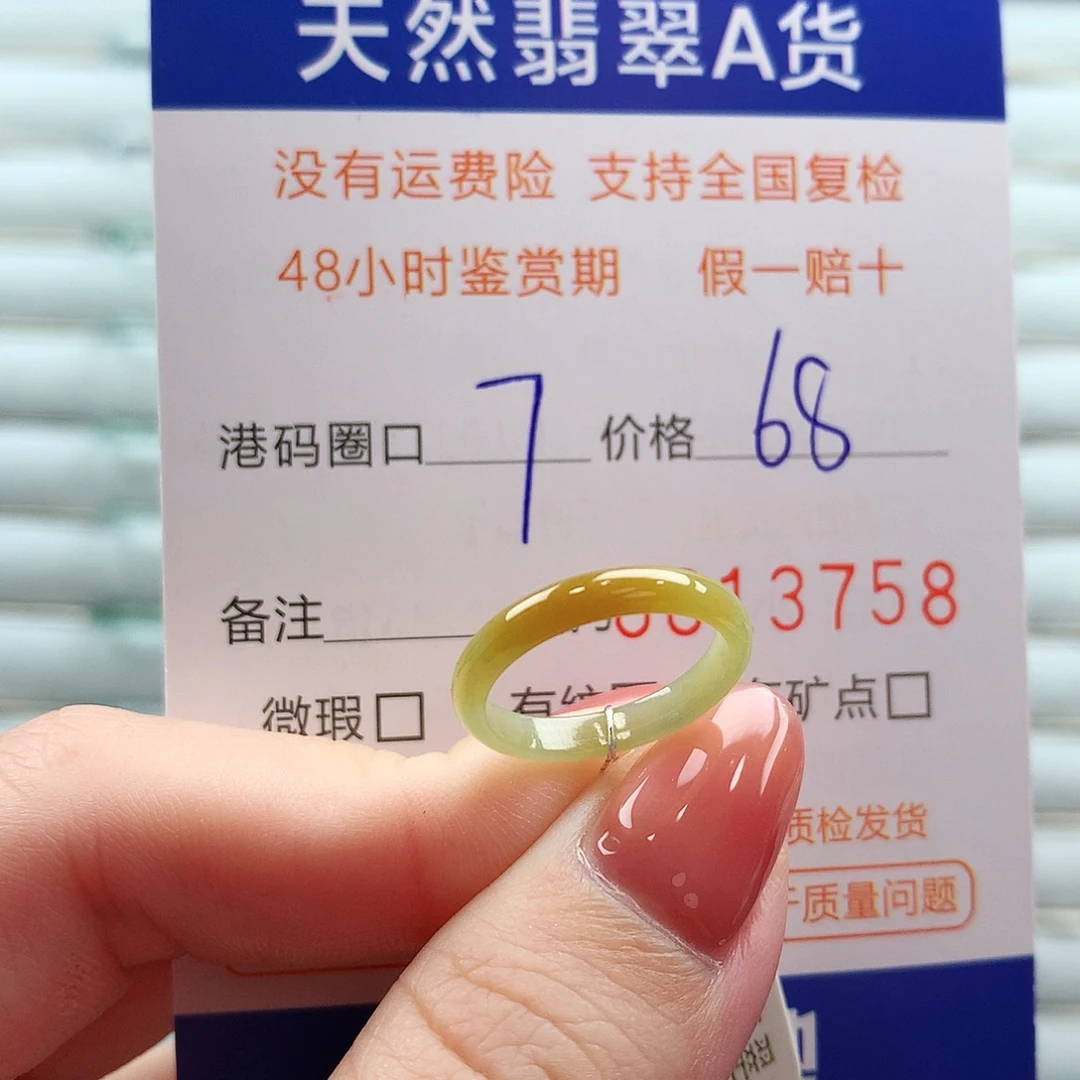 天然翡翠A货
没有运费险 支持全国复检
48小时鉴赏期 假一赔十
港码圈口 7 价格 68
备注 13758
微瑕□ 有纹 矿点□
质检发货
质量问题